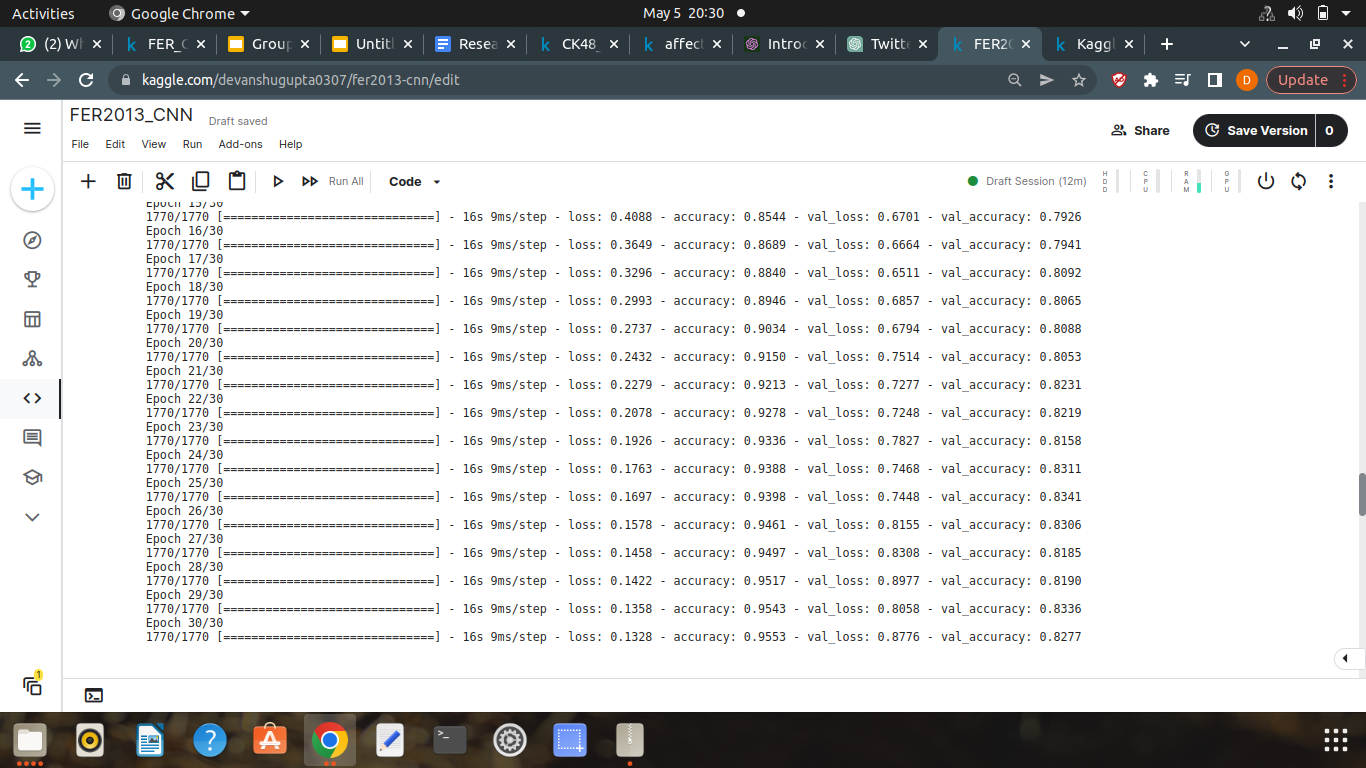 Activities
Google Chrome
May 5 20:30
(2) Wh
FER_C
Group
Untitl
Resea
CK48_
affect
Introd
Twitte
FER20
Kaggl
kaggle.com/devanshugupta0307/fer2013-cnn/edit
D
Update
FER2013_CNN
Draft saved
File Edit View Run Add-ons Help
Share
Save Version 0
Run All
Code
Draft Session (12m)
HDD
CPU
RAM
GPU
Epoch 15/30
1770/1770 [==============================] - 16s 9ms/step - loss: 0.4088 - accuracy: 0.8544 - val_loss: 0.6701 - val_accuracy: 0.7926
Epoch 16/30
1770/1770 [==============================] - 16s 9ms/step - loss: 0.3649 - accuracy: 0.8689 - val_loss: 0.6664 - val_accuracy: 0.7941
Epoch 17/30
1770/1770 [==============================] - 16s 9ms/step - loss: 0.3296 - accuracy: 0.8840 - val_loss: 0.6511 - val_accuracy: 0.8092
Epoch 18/30
1770/1770 [==============================] - 16s 9ms/step - loss: 0.2993 - accuracy: 0.8946 - val_loss: 0.6857 - val_accuracy: 0.8065
Epoch 19/30
1770/1770 [==============================] - 16s 9ms/step - loss: 0.2737 - accuracy: 0.9034 - val_loss: 0.6794 - val_accuracy: 0.8088
Epoch 20/30
1770/1770 [==============================] - 16s 9ms/step - loss: 0.2432 - accuracy: 0.9150 - val_loss: 0.7514 - val_accuracy: 0.8053
Epoch 21/30
1770/1770 [==============================] - 16s 9ms/step - loss: 0.2279 - accuracy: 0.9213 - val_loss: 0.7277 - val_accuracy: 0.8231
Epoch 22/30
1770/1770 [==============================] - 16s 9ms/step - loss: 0.2078 - accuracy: 0.9278 - val_loss: 0.7248 - val_accuracy: 0.8219
Epoch 23/30
1770/1770 [==============================] - 16s 9ms/step - loss: 0.1926 - accuracy: 0.9336 - val_loss: 0.7827 - val_accuracy: 0.8158
Epoch 24/30
1770/1770 [==============================] - 16s 9ms/step - loss: 0.1763 - accuracy: 0.9388 - val_loss: 0.7468 - val_accuracy: 0.8311
Epoch 25/30
1770/1770 [==============================] - 16s 9ms/step - loss: 0.1697 - accuracy: 0.9398 - val_loss: 0.7448 - val_accuracy: 0.8341
Epoch 26/30
1770/1770 [==============================] - 16s 9ms/step - loss: 0.1578 - accuracy: 0.9461 - val_loss: 0.8155 - val_accuracy: 0.8306
Epoch 27/30
1770/1770 [==============================] - 16s 9ms/step - loss: 0.1458 - accuracy: 0.9497 - val_loss: 0.8308 - val_accuracy: 0.8185
Epoch 28/30
1770/1770 [==============================] - 16s 9ms/step - loss: 0.1422 - accuracy: 0.9517 - val_loss: 0.8977 - val_accuracy: 0.8190
Epoch 29/30
1770/1770 [==============================] - 16s 9ms/step - loss: 0.1358 - accuracy: 0.9543 - val_loss: 0.8058 - val_accuracy: 0.8336
Epoch 30/30
1770/1770 [==============================] - 16s 9ms/step - loss: 0.1328 - accuracy: 0.9553 - val_loss: 0.8776 - val_accuracy: 0.8277
1